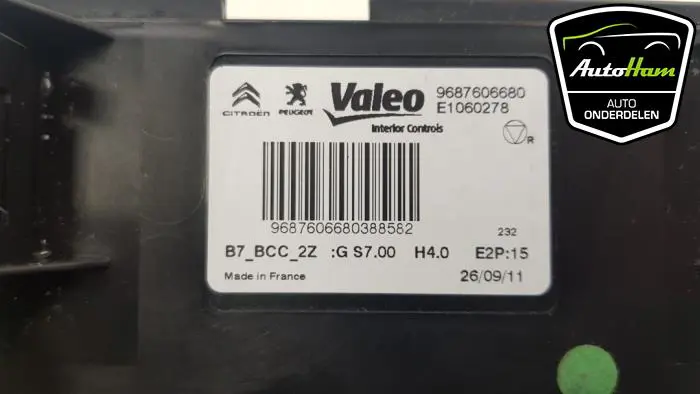 CITROËN PEUGEOT Valeo 9687606680
E1060278
Interior Controls
R
9687606680388582
232
B7_BCC_2Z :G S7.00 H4.0 E2P:15
Made in France 26/09/11
AutoHam
AUTO
ONDERDELEN